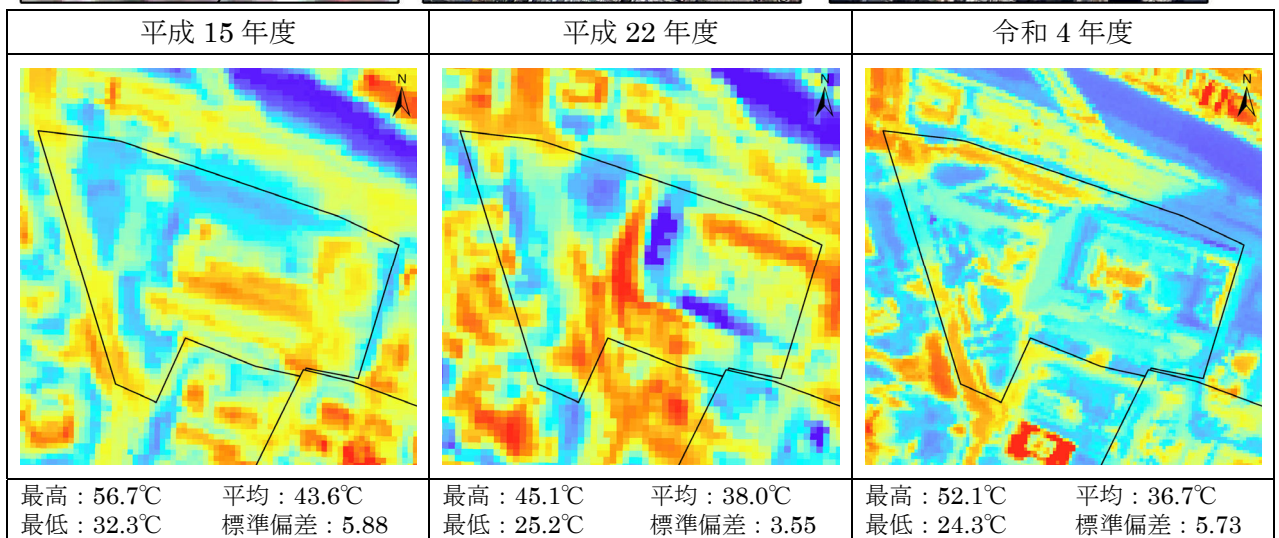 平成 15 年度
平成 22 年度
令和 4 年度
N
N
N
最高：56.7℃ 平均：43.6℃
最低：32.3℃ 標準偏差：5.88
最高：45.1℃ 平均：38.0℃
最低：25.2℃ 標準偏差：3.55
最高：52.1℃ 平均：36.7℃
最低：24.3℃ 標準偏差：5.73